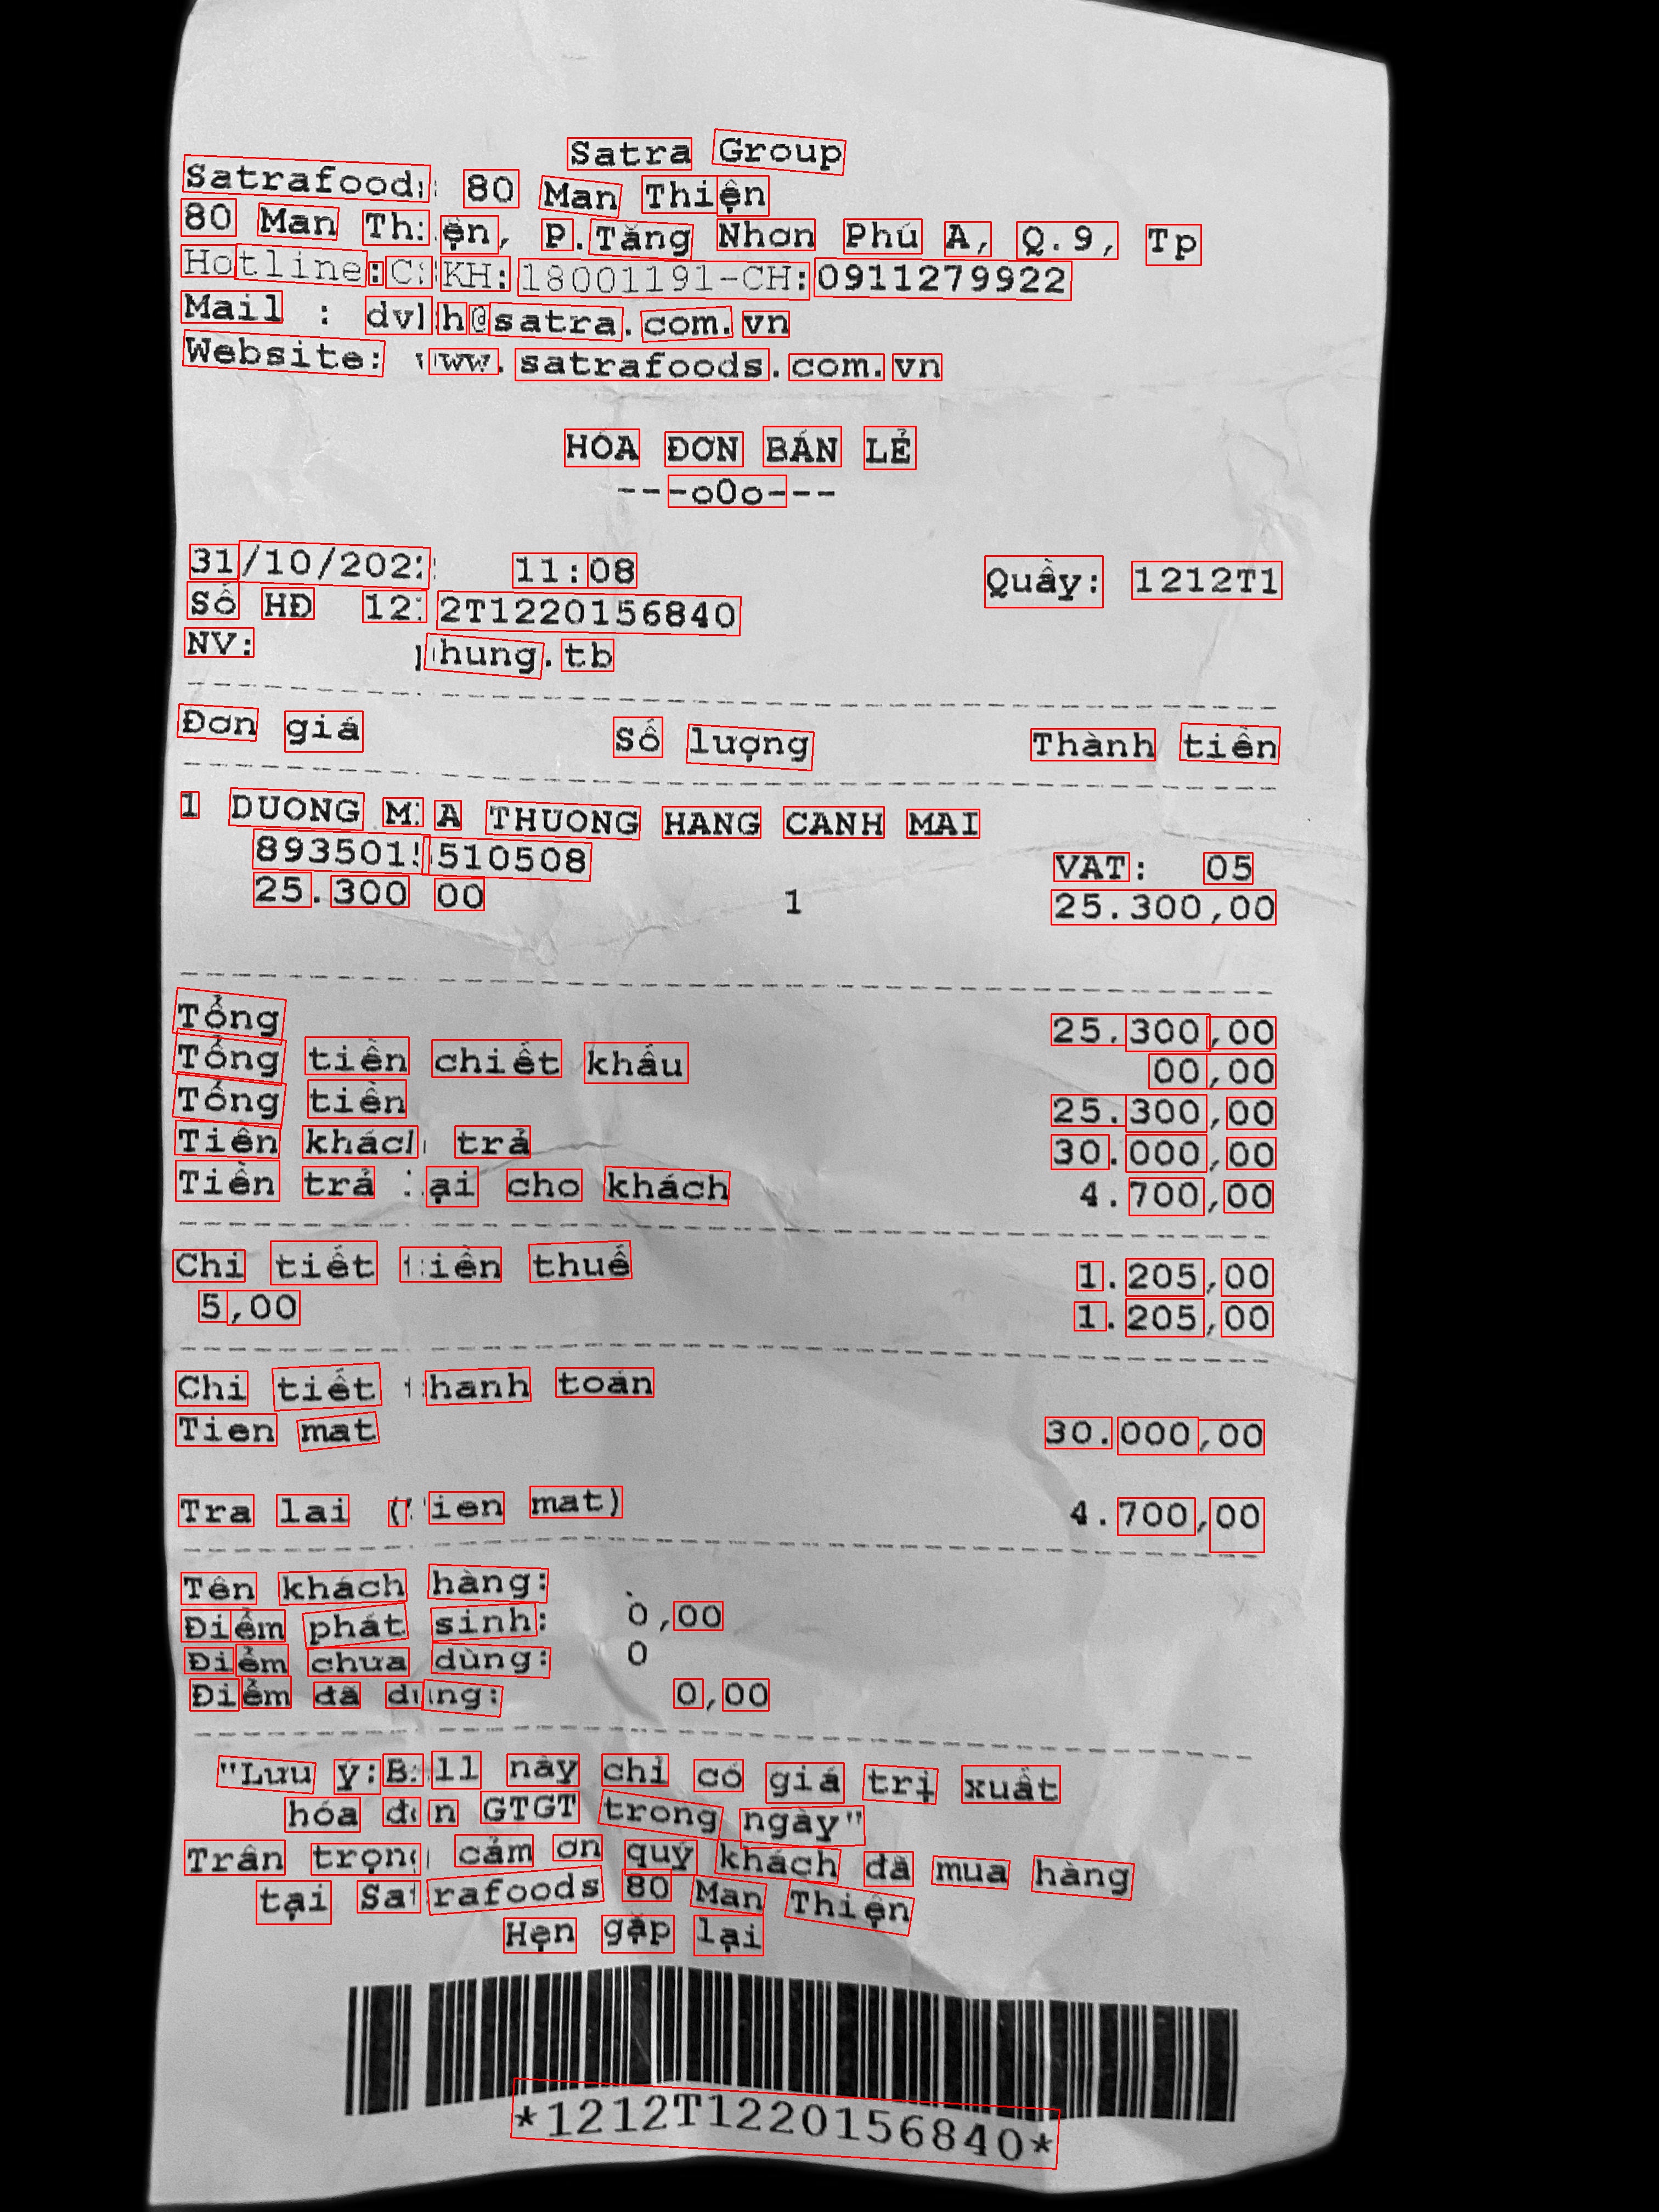 Satra Group
Satrafoods 80 Man Thiện
80 Man Thiện, P.Tăng Nhơn Phú A, Q.9, Tp
Hotline:CSKH:18001191-CH:0911279922
Mail : dvkh@satra.com.vn
Website: www.satrafoods.com.vn
HÓA ĐƠN BÁN LẺ
---oOo---
31/10/2022 11:08 Quầy: 1212T1
Số HĐ 1212T1220156840
NV: phung.tb
Đơn giá Số lượng Thành tiền
1 DUONG MIA THUONG HANG CANH MAI
8935015510508 VAT: 05
25.300 00 1 25.300,00
Tổng 25.300,00
Tổng tiền chiết khấu 00,00
Tổng tiền 25.300,00
Tiền khách trả 30.000,00
Tiền trả lại cho khách 4.700,00
Chi tiết tiền thuế 1.205,00
5,00 1.205,00
Chi tiết thanh toán
Tien mat 30.000,00
Tra lai (Tien mat) 4.700,00
Tên khách hàng:
Điểm phát sinh: 0,00
Điểm chưa dùng: 0
Điểm đã dùng: 0,00
"Lưu ý:Bill này chỉ có giá trị xuất
hóa đơn GTGT trong ngày"
Trân trọng cảm ơn quý khách đã mua hàng
tại Satrafoods 80 Man Thiện
Hẹn gặp lại
*1212T1220156840*